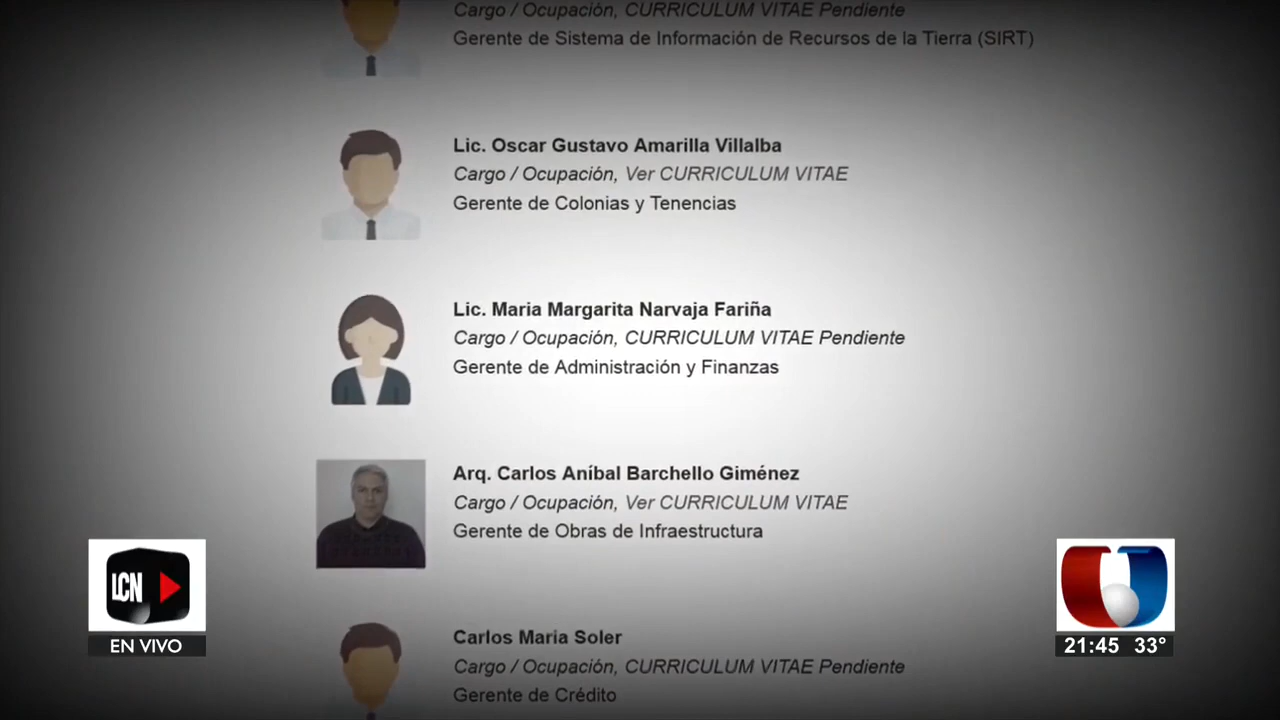 Cargo / Ocupación, CURRICULUM VITAE Pendiente
Gerente de Sistema de Información de Recursos de la Tierra (SIRT)
Lic. Oscar Gustavo Amarilla Villalba
Cargo / Ocupación, Ver CURRICULUM VITAE
Gerente de Colonias y Tenencias
Lic. Maria Margarita Narvaja Fariña
Cargo / Ocupación, CURRICULUM VITAE Pendiente
Gerente de Administración y Finanzas
Arq. Carlos Aníbal Barchello Giménez
Cargo / Ocupación, Ver CURRICULUM VITAE
Gerente de Obras de Infraestructura
Carlos Maria Soler
Cargo / Ocupación, CURRICULUM VITAE Pendiente
Gerente de Crédito
LCN
EN VIVO
U
21:45 33°